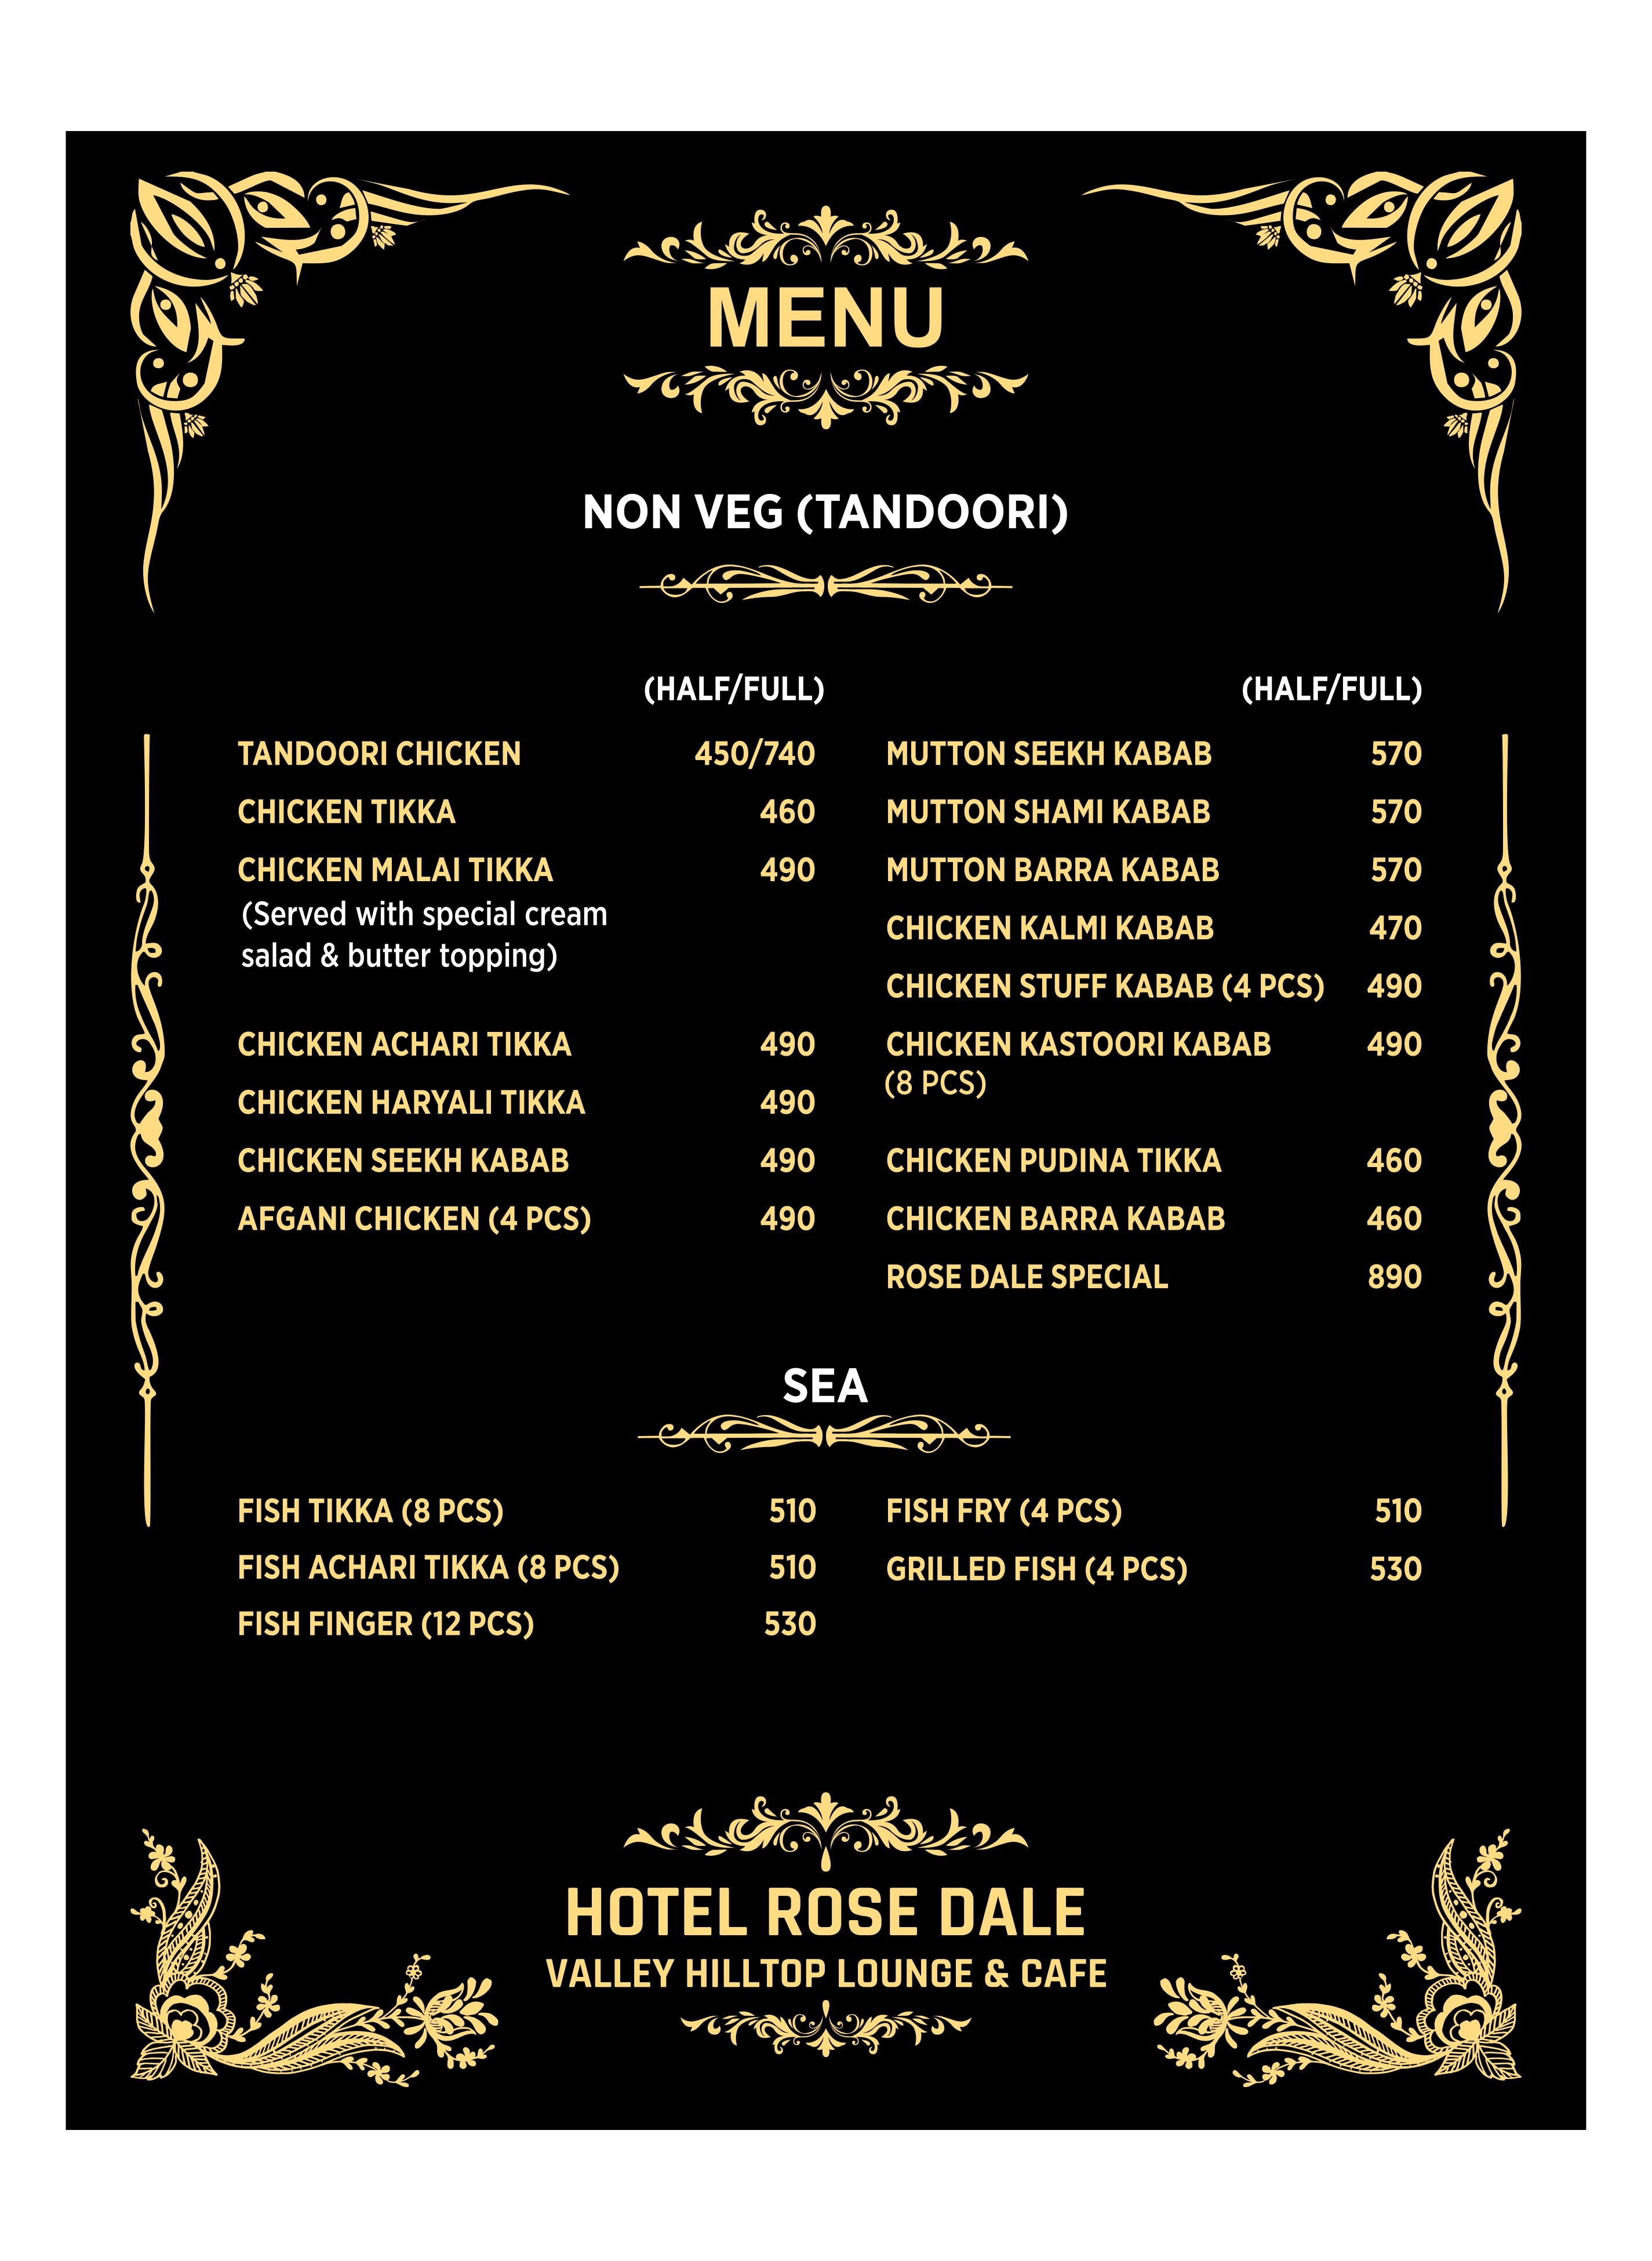 MENU
NON VEG (TANDOORI)
(HALF/FULL)
TANDOORI CHICKEN 450/740
CHICKEN TIKKA 460
CHICKEN MALAI TIKKA 490
(Served with special cream
salad & butter topping)
CHICKEN ACHARI TIKKA 490
CHICKEN HARYALI TIKKA 490
CHICKEN SEEKH KABAB 490
AFGANI CHICKEN (4 PCS) 490
(HALF/FULL)
MUTTON SEEKH KABAB 570
MUTTON SHAMI KABAB 570
MUTTON BARRA KABAB 570
CHICKEN KALMI KABAB 470
CHICKEN STUFF KABAB (4 PCS) 490
CHICKEN KASTOORI KABAB 490
(8 PCS)
CHICKEN PUDINA TIKKA 460
CHICKEN BARRA KABAB 460
ROSE DALE SPECIAL 890
SEA
FISH TIKKA (8 PCS) 510
FISH ACHARI TIKKA (8 PCS) 510
FISH FINGER (12 PCS) 530
FISH FRY (4 PCS) 510
GRILLED FISH (4 PCS) 530
HOTEL ROSE DALE
VALLEY HILLTOP LOUNGE & CAFE